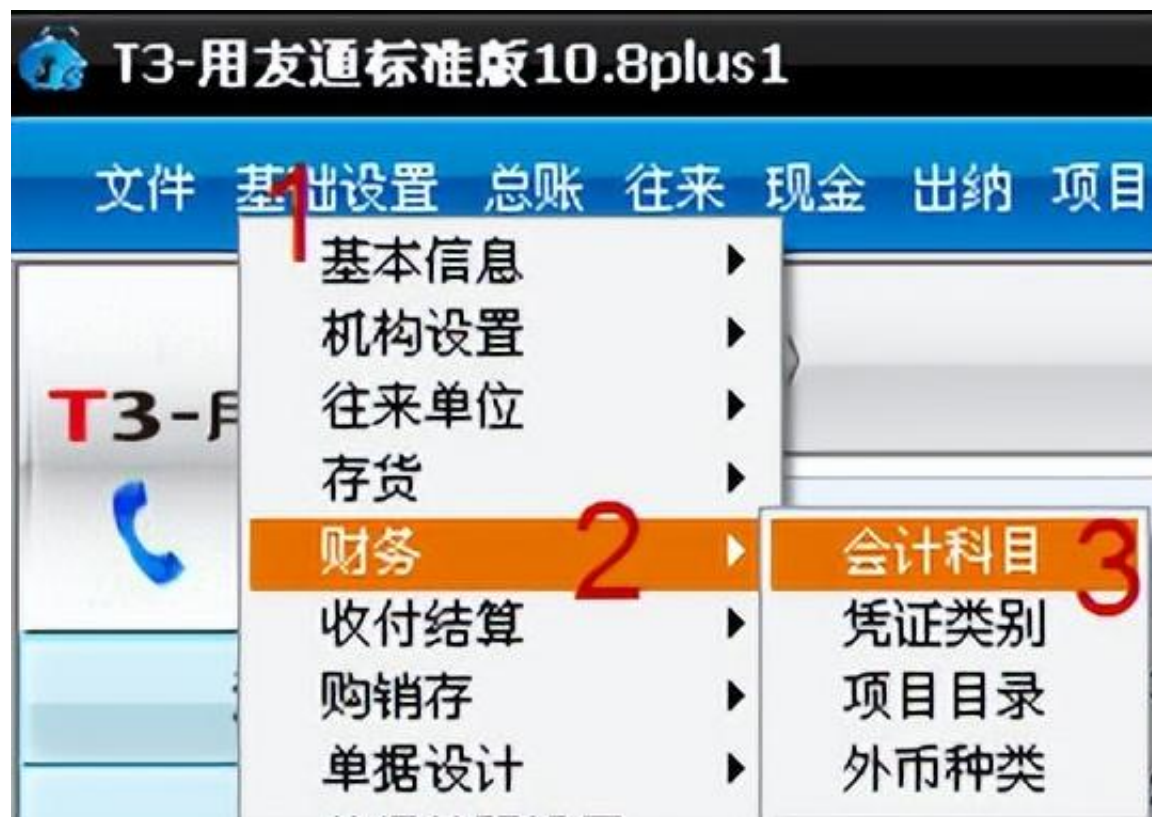 T3-用友通标准版10.8plus1
文件 基础设置 总账 往来 现金 出纳 项目
1
基本信息
机构设置
往来单位
T3-用
存货
财务 2 会计科目 3
收付结算 凭证类别
购销存 项目目录
单据设计 外币种类